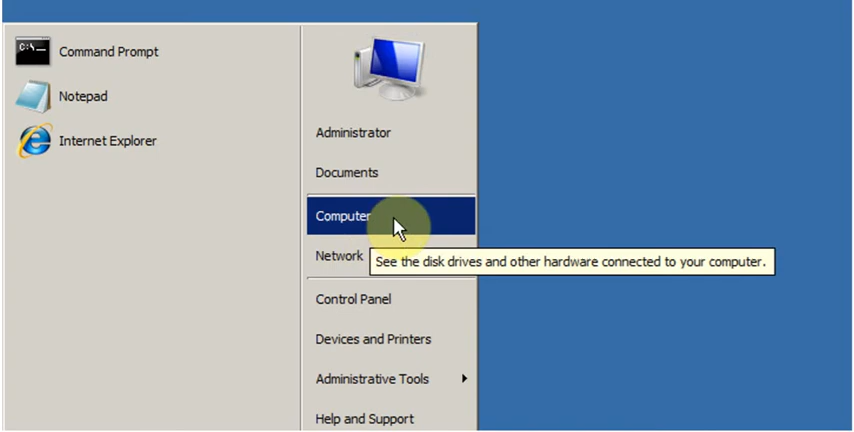 C:\_
Command Prompt
Notepad
Internet Explorer
Administrator
Documents
Computer
Network
See the disk drives and other hardware connected to your computer.
Control Panel
Devices and Printers
Administrative Tools
Help and Support